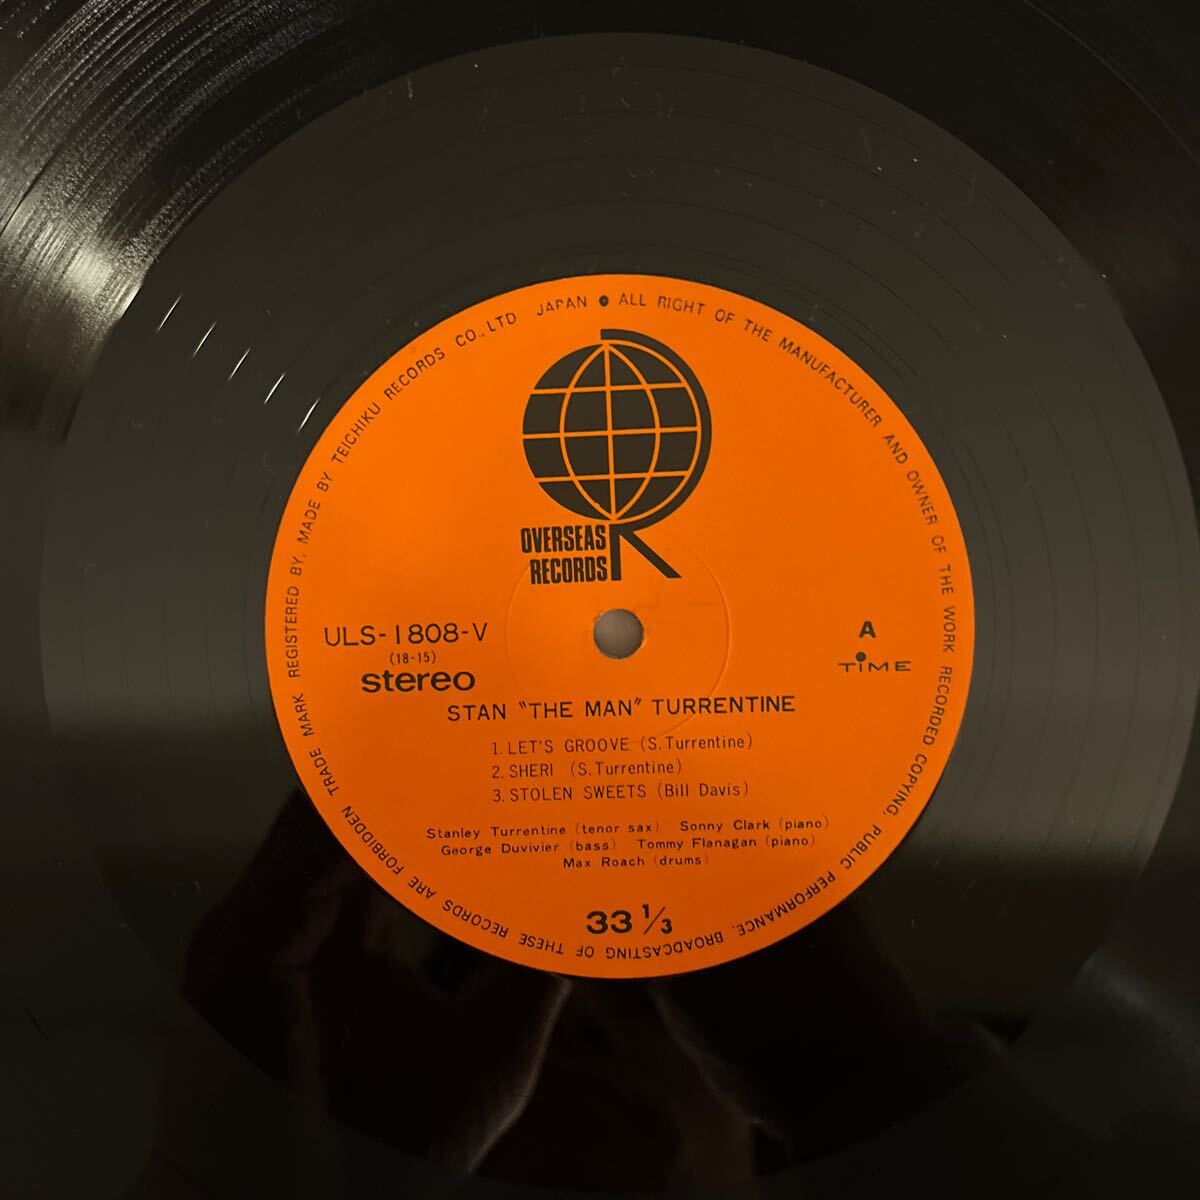 TRADE MARK REGISTERED BY, MADE BY TEICHIKU RECORDS CO., LTD JAPAN ● ALL RIGHT OF THE MANUFACTURER AND OWNER OF THE WORK RECORDED COPYING, PUBLIC PERFORMANCE, BROADCASTING OF THESE RECORDS ARE FORBIDDEN
OVERSEAS
RECORDS
ULS-1808-V
(18-15)
stereo
A
TIME
STAN "THE MAN" TURRENTINE
1. LET'S GROOVE (S. Turrentine)
2. SHERI (S. Turrentine)
3. STOLEN SWEETS (Bill Davis)
Stanley Turrentine (tenor sax) Sonny Clark (piano)
George Duvivier (bass) Tommy Flanagan (piano)
Max Roach (drums)
33 1/3